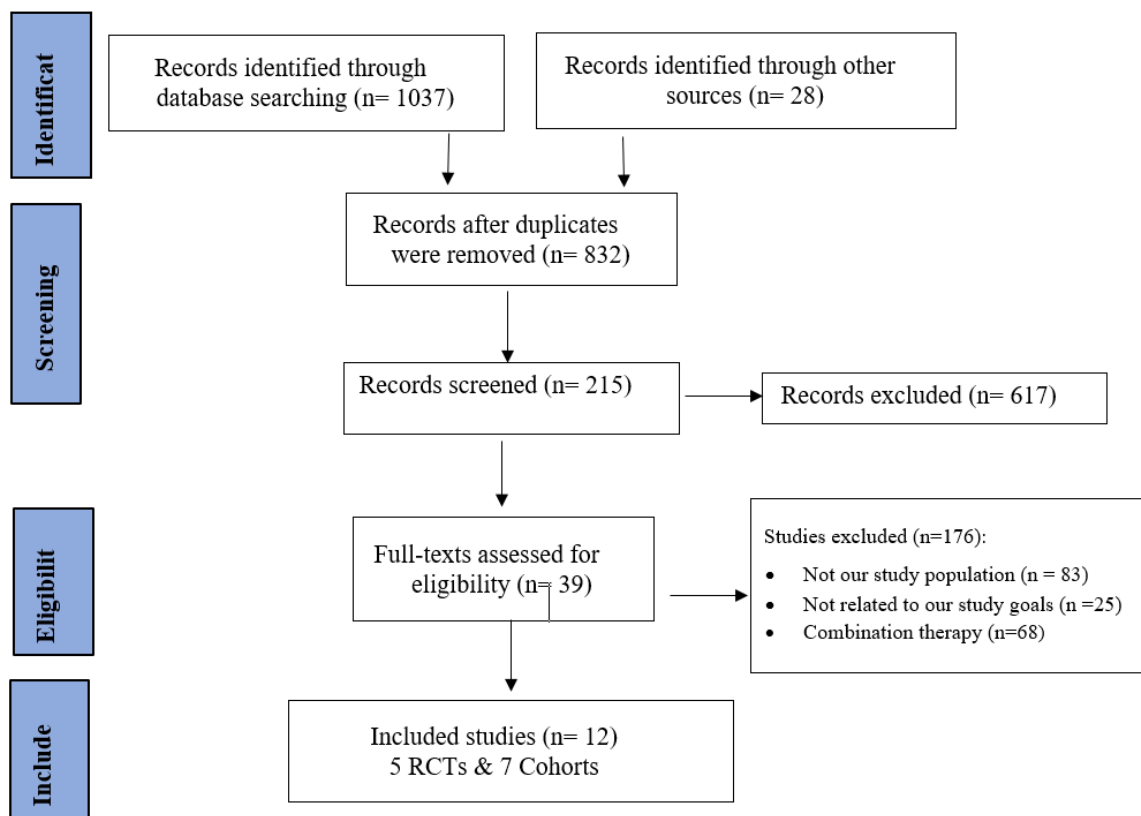 Identificat
Records identified through
database searching (n= 1037)
Records identified through other
sources (n= 28)
Screening
Records after duplicates
were removed (n= 832)
Records screened (n= 215)
Records excluded (n= 617)
Eligibilit
Full-texts assessed for
eligibility (n= 39)
Studies excluded (n=176):
• Not our study population (n = 83)
• Not related to our study goals (n =25)
• Combination therapy (n=68)
Include
Included studies (n= 12)
5 RCTs & 7 Cohorts